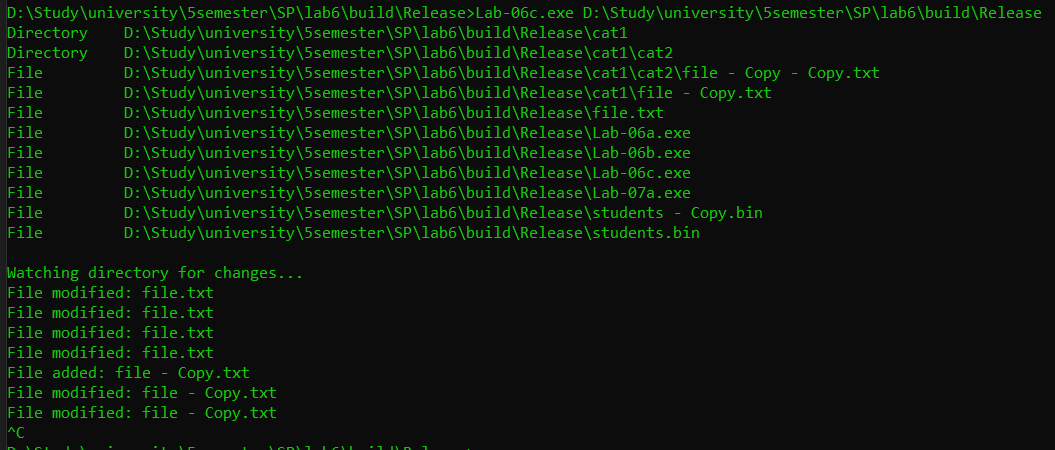 D:\Study\university\5semester\SP\lab6\build\Release>Lab-06c.exe D:\Study\university\5semester\SP\lab6\build\Release
Directory    D:\Study\university\5semester\SP\lab6\build\Release\cat1
Directory    D:\Study\university\5semester\SP\lab6\build\Release\cat1\cat2
File         D:\Study\university\5semester\SP\lab6\build\Release\cat1\cat2\file - Copy - Copy.txt
File         D:\Study\university\5semester\SP\lab6\build\Release\cat1\file - Copy.txt
File         D:\Study\university\5semester\SP\lab6\build\Release\file.txt
File         D:\Study\university\5semester\SP\lab6\build\Release\Lab-06a.exe
File         D:\Study\university\5semester\SP\lab6\build\Release\Lab-06b.exe
File         D:\Study\university\5semester\SP\lab6\build\Release\Lab-06c.exe
File         D:\Study\university\5semester\SP\lab6\build\Release\Lab-07a.exe
File         D:\Study\university\5semester\SP\lab6\build\Release\students - Copy.bin
File         D:\Study\university\5semester\SP\lab6\build\Release\students.bin
Watching directory for changes...
File modified: file.txt
File modified: file.txt
File modified: file.txt
File modified: file.txt
File added: file - Copy.txt
File modified: file - Copy.txt
File modified: file - Copy.txt
^C